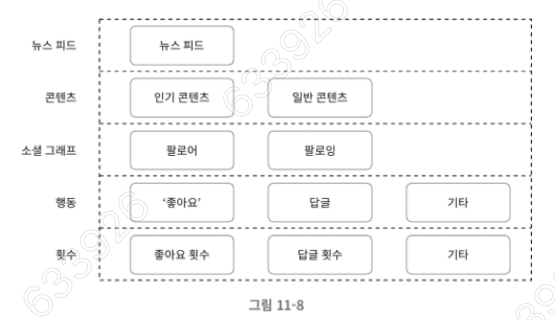 뉴스 피드 뉴스 피드
콘텐츠 인기 콘텐츠 일반 콘텐츠
소셜 그래프 팔로어 팔로잉
행동 ‘좋아요’ 답글 기타
횟수 좋아요 횟수 답글 횟수 기타
그림 11-8
633926
633926